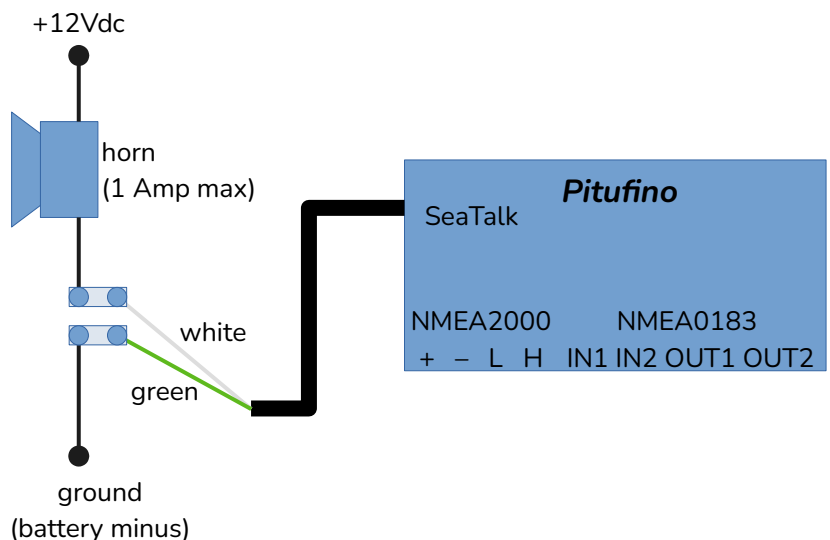 +12Vdc
horn
(1 Amp max)
Pitufino
SeaTalk
white
green
NMEA2000 NMEA0183
+ – L H IN1 IN2 OUT1 OUT2
ground
(battery minus)